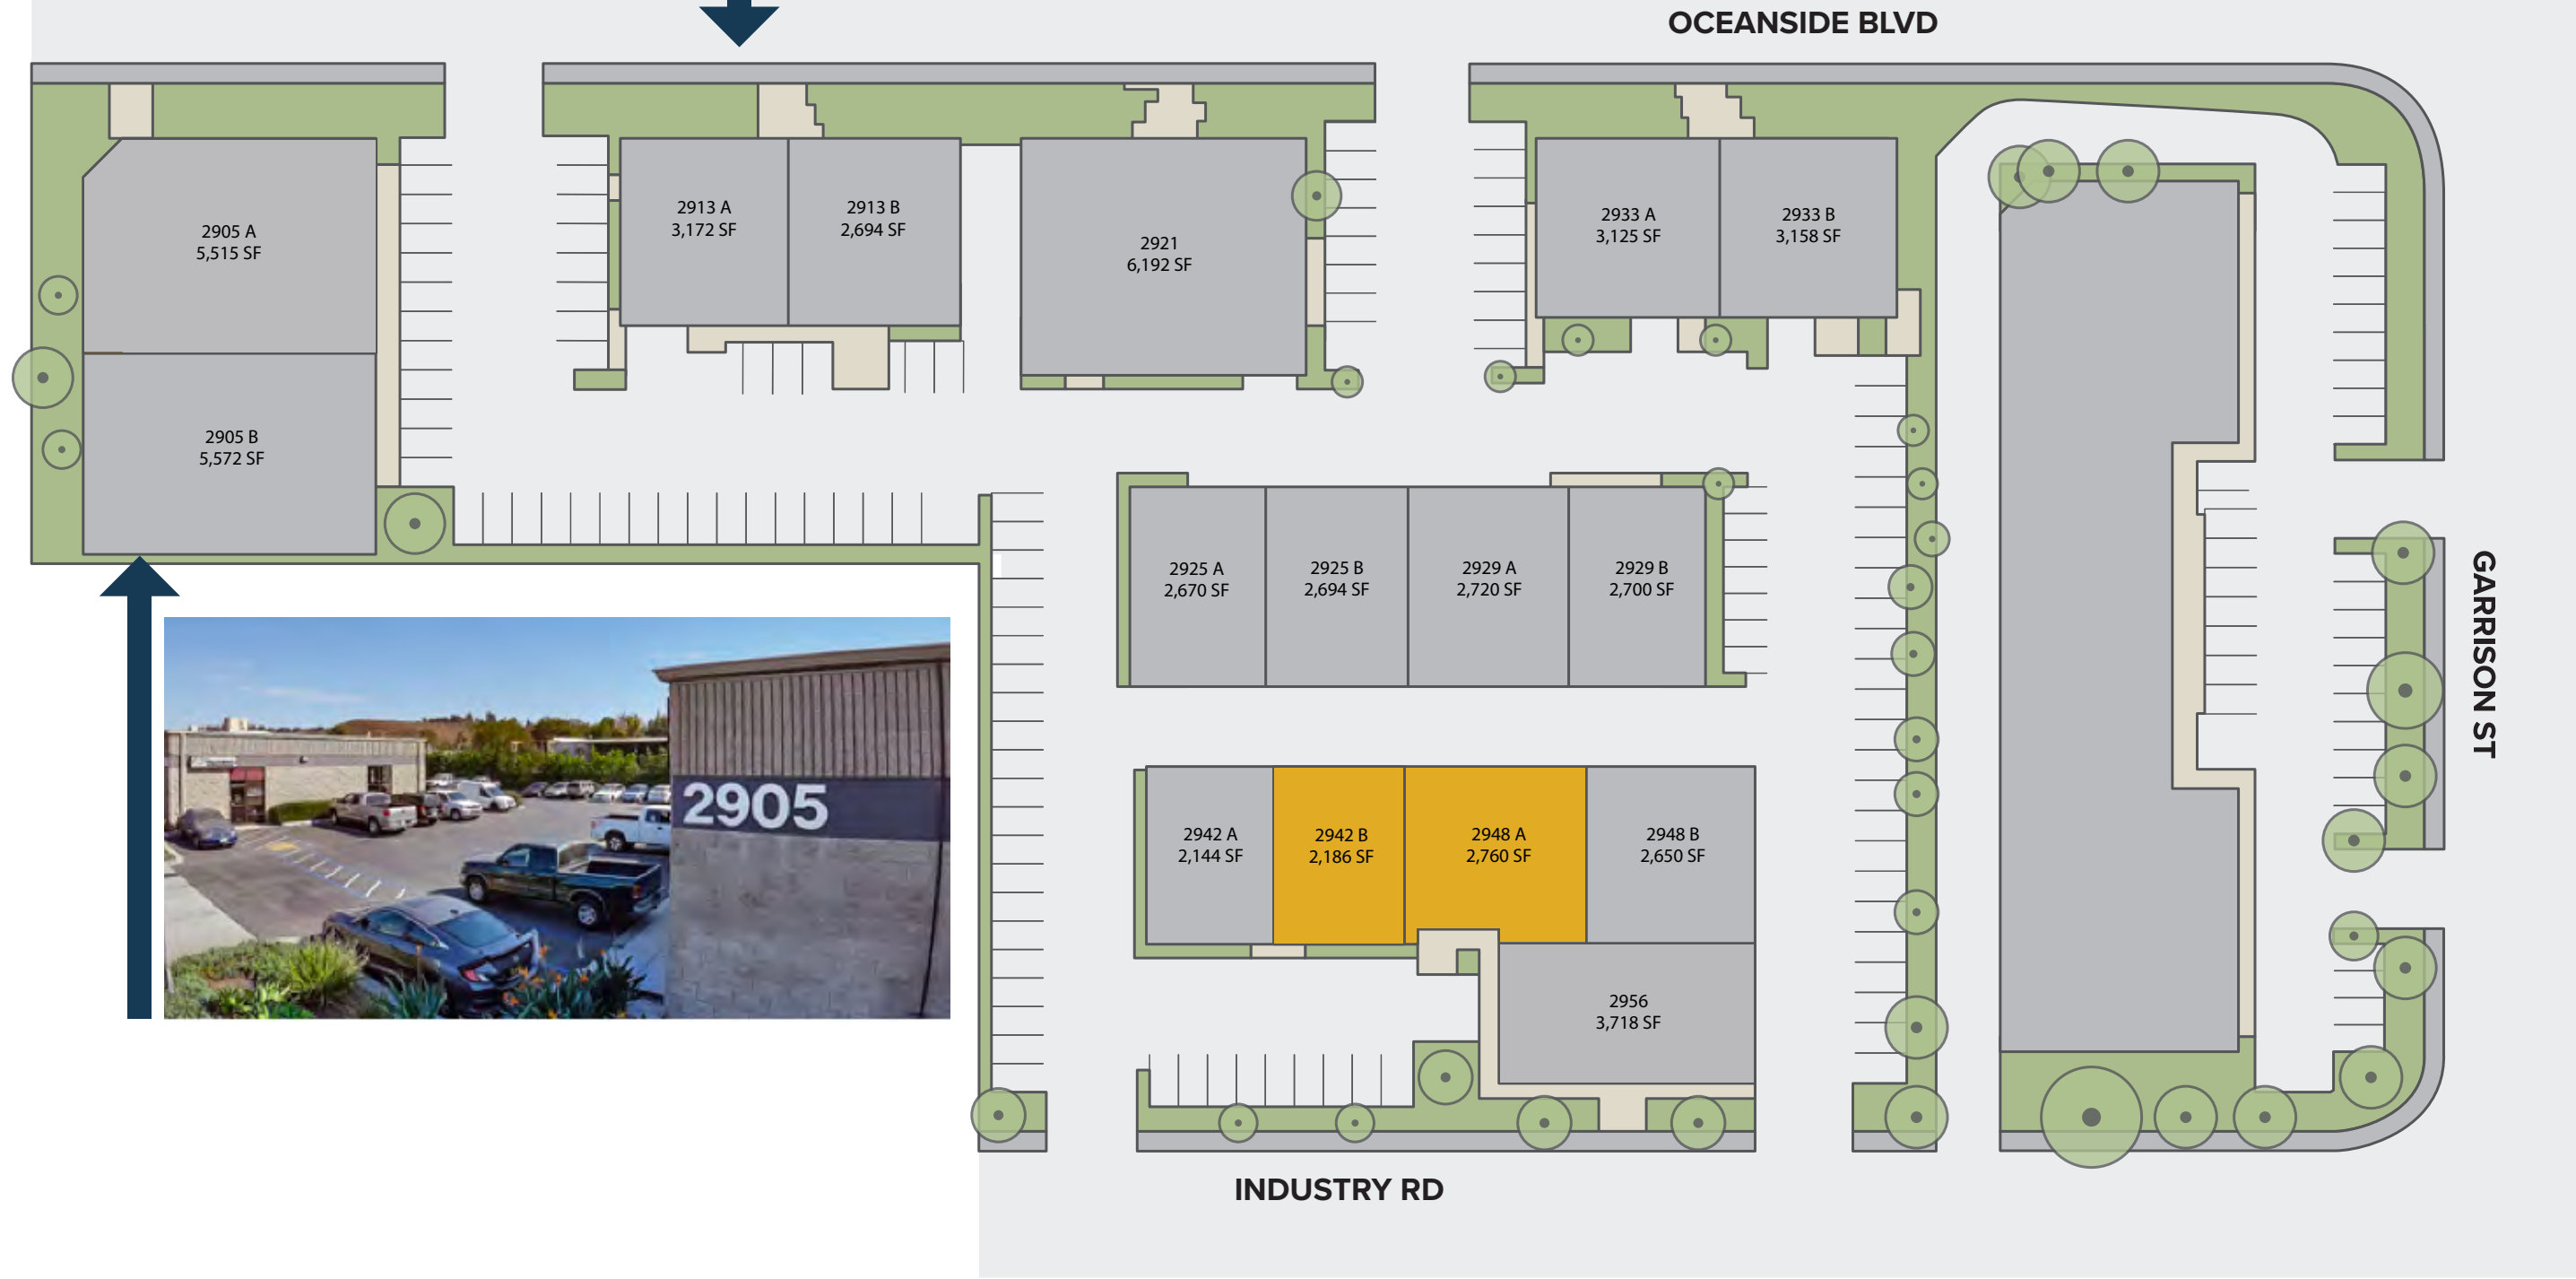 OCEANSIDE BLVD
2905 A
5,515 SF
2913 A
3,172 SF
2913 B
2,694 SF
2921
6,192 SF
2933 A
3,125 SF
2933 B
3,158 SF
2905 B
5,572 SF
2925 A
2,670 SF
2925 B
2,694 SF
2929 A
2,720 SF
2929 B
2,700 SF
GARRISON ST
2905
2942 A
2,144 SF
2942 B
2,186 SF
2948 A
2,760 SF
2948 B
2,650 SF
2956
3,718 SF
INDUSTRY RD